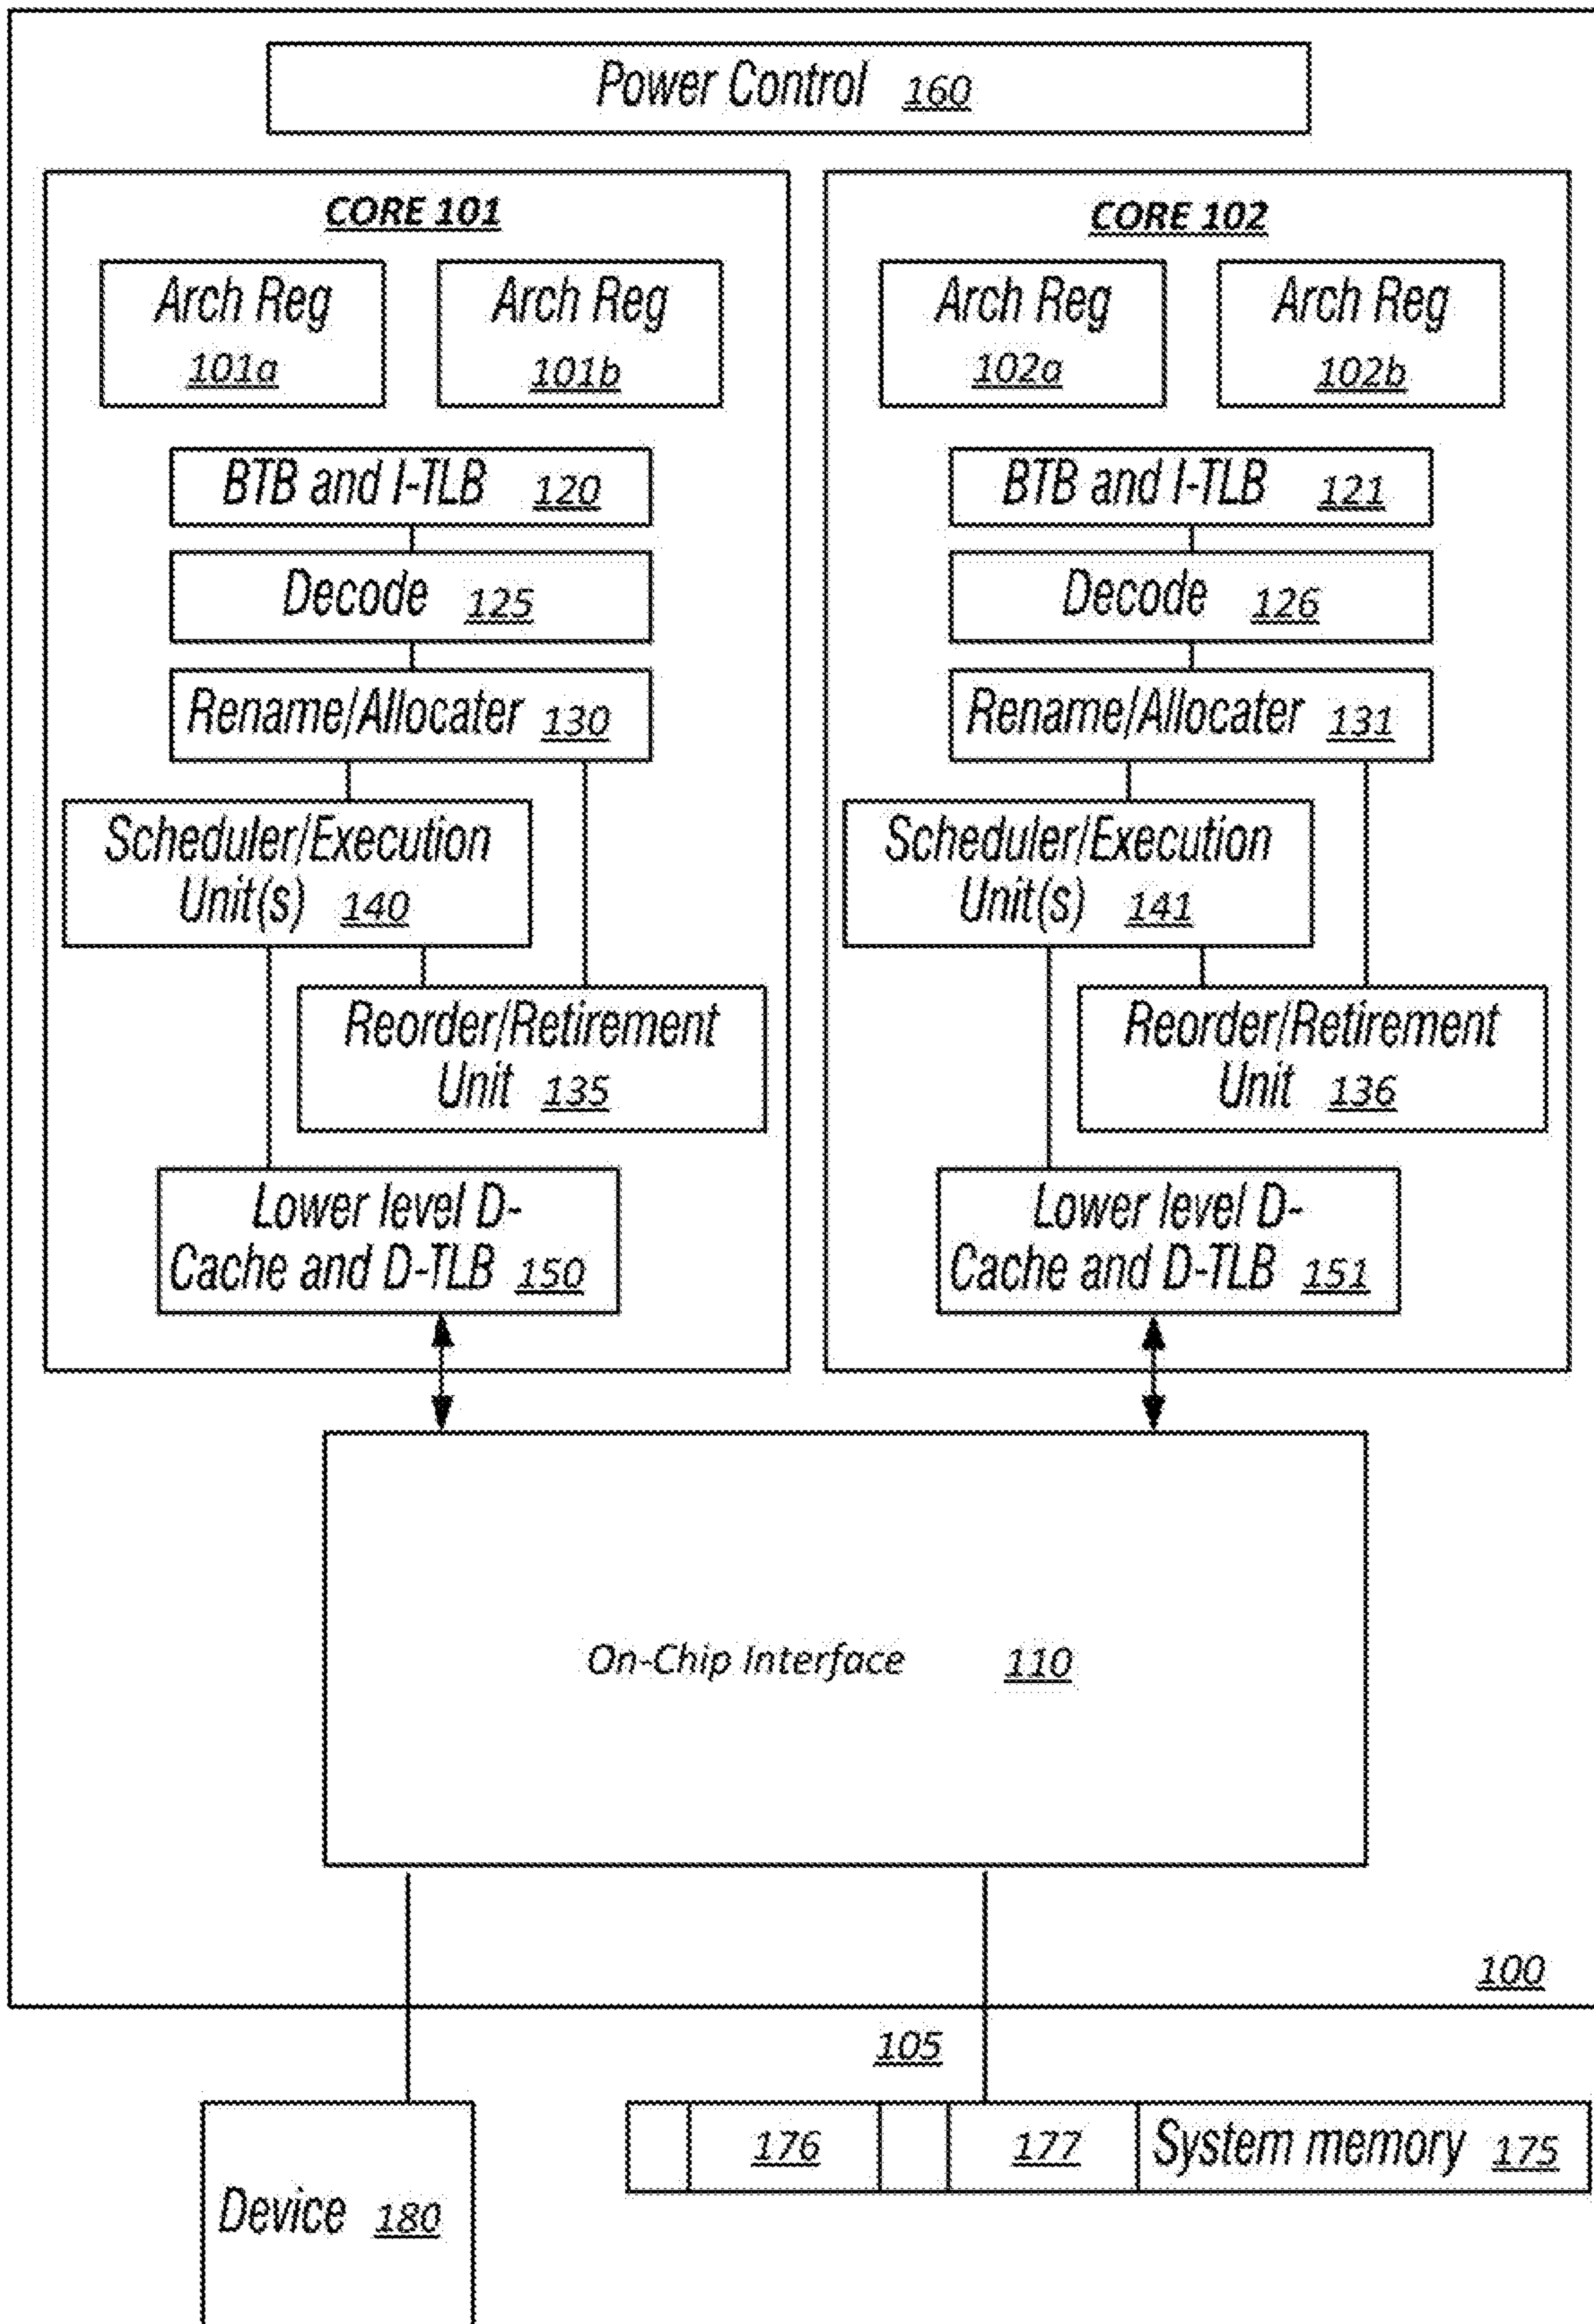 Power Control 160
CORE 101
Arch Reg
101a
Arch Reg
101b
BTB and I-TLB 120
Decode 125
Rename/Allocater 130
Scheduler/Execution
Unit(s) 140
Reorder/Retirement
Unit 135
Lower level D-
Cache and D-TLB 150
CORE 102
Arch Reg
102a
Arch Reg
102b
BTB and I-TLB 121
Decode 126
Rename/Allocater 131
Scheduler/Execution
Unit(s) 141
Reorder/Retirement
Unit 136
Lower level D-
Cache and D-TLB 151
On-Chip Interface 110
100
105
176
177
System memory 175
Device 180